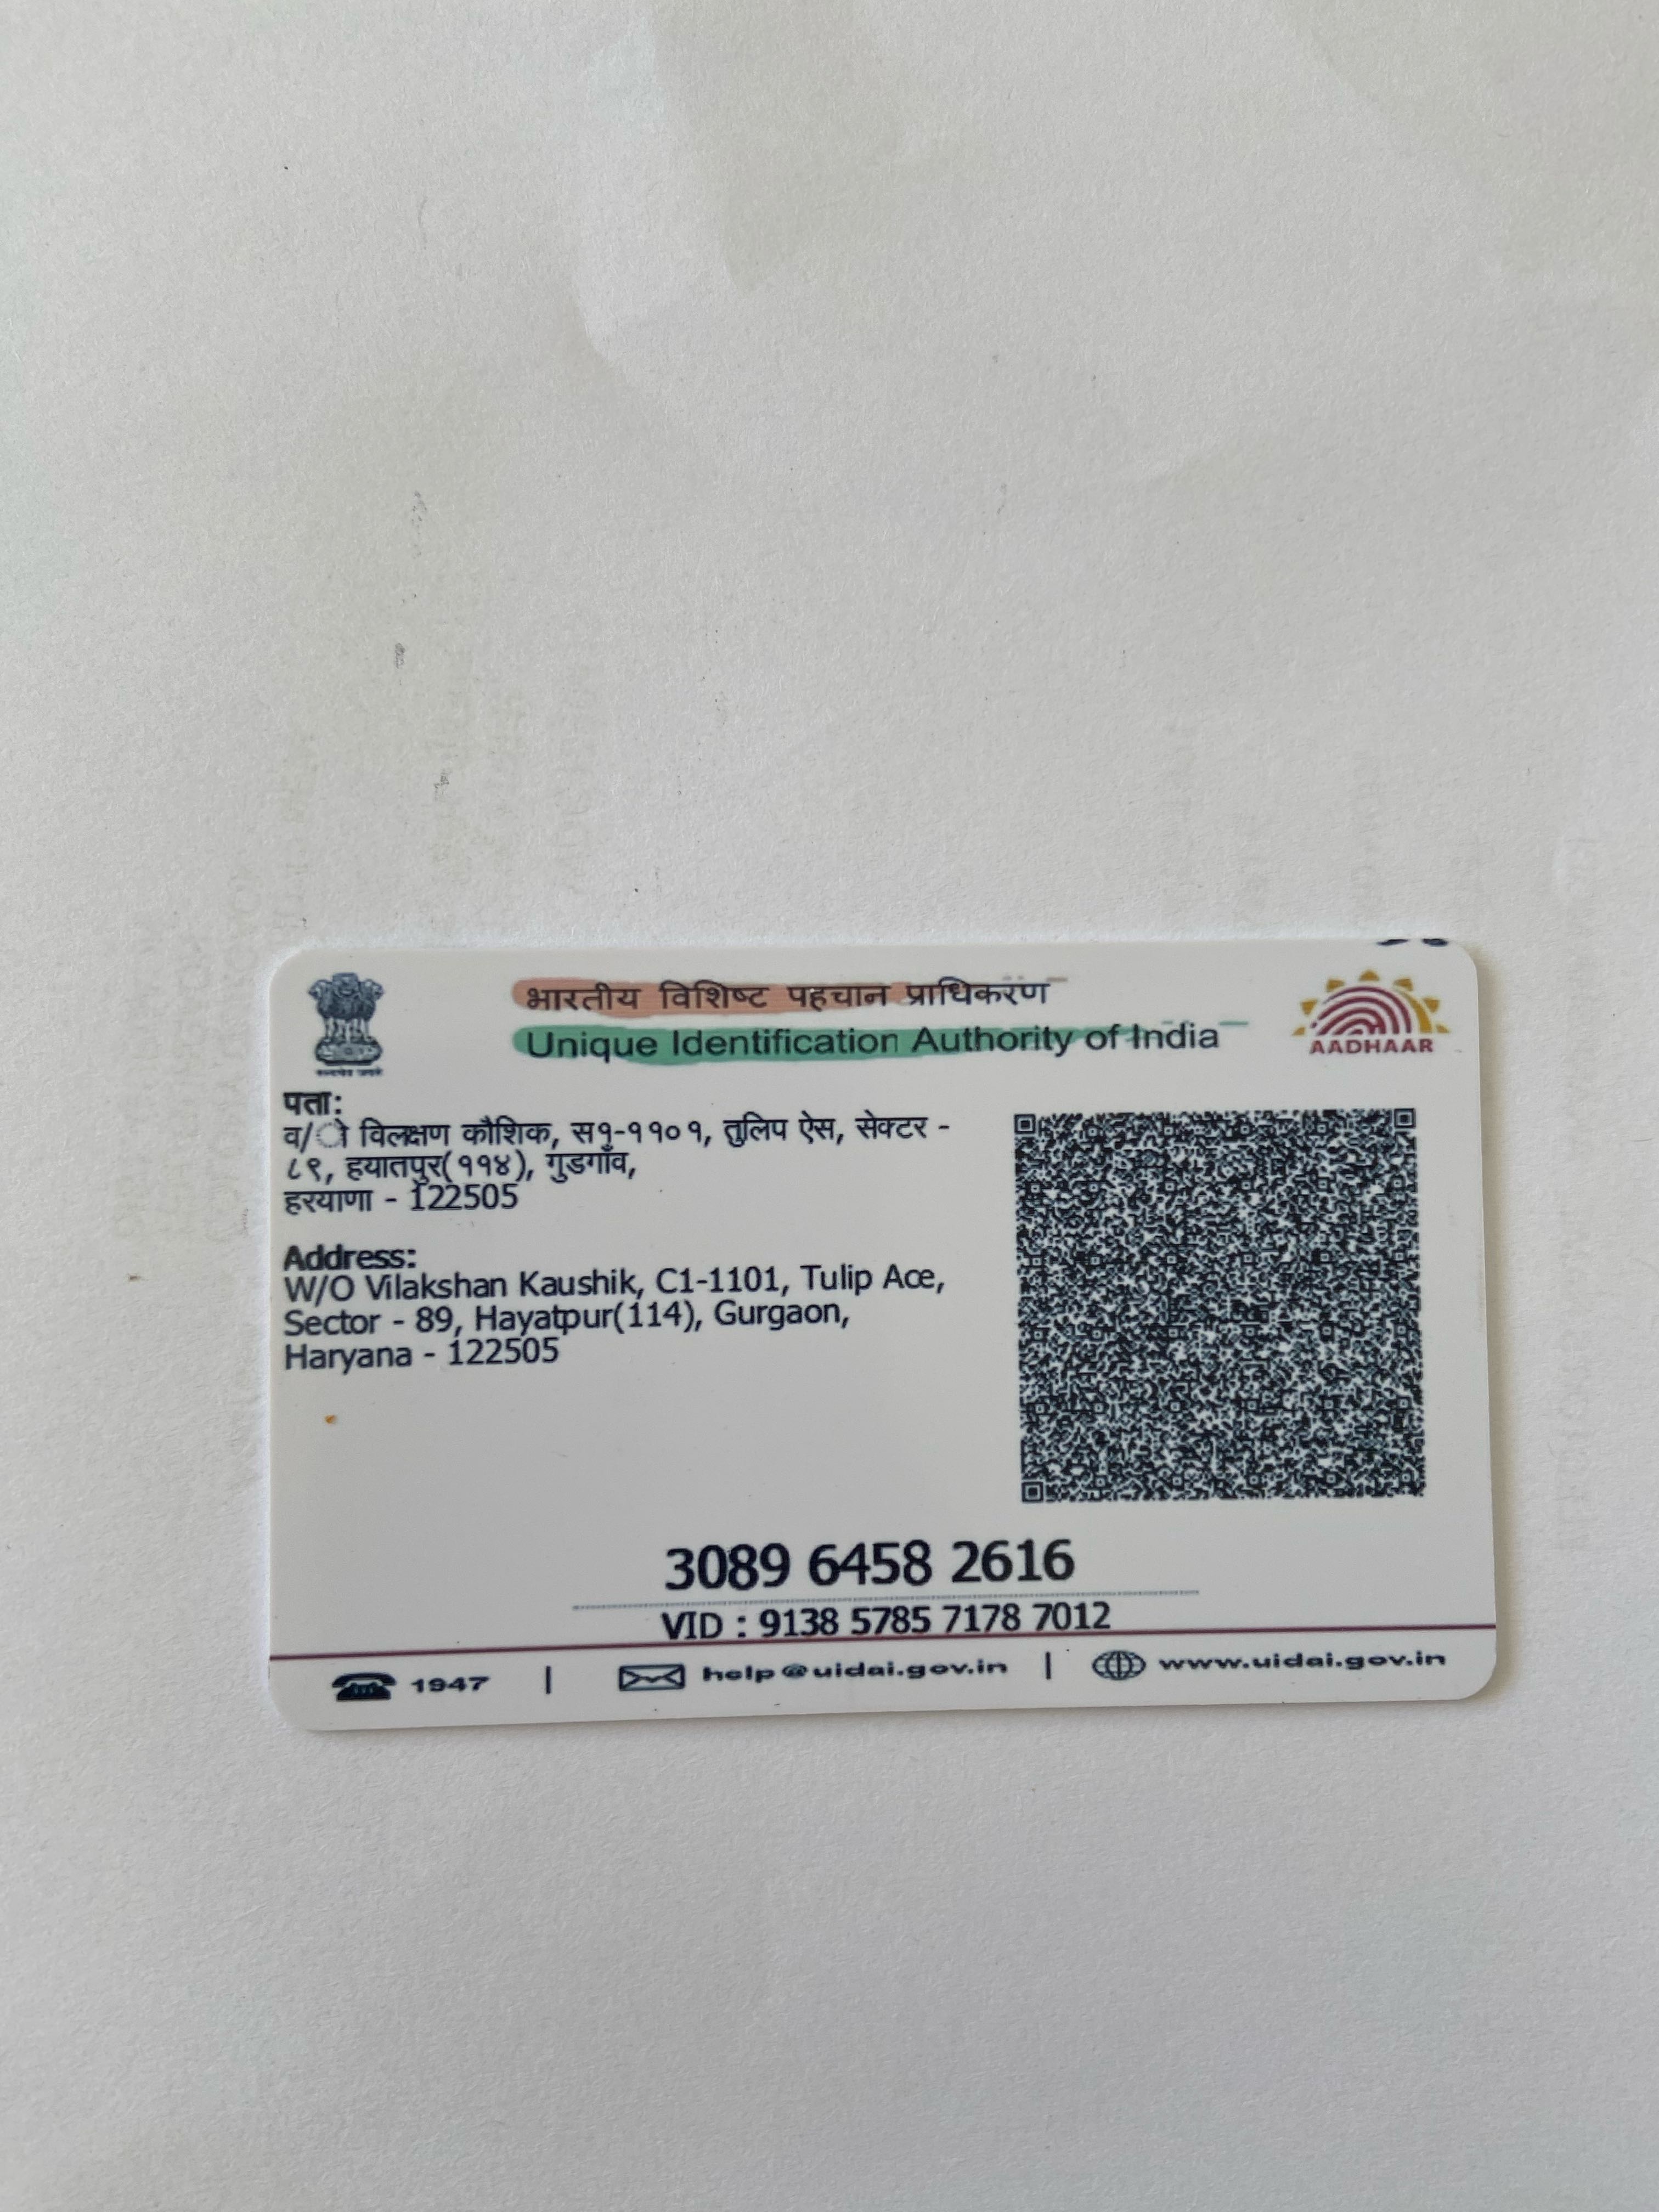 भारतीय विशिष्ट पहचान प्राधिकरण
Unique Identification Authority of India
AADHAAR
पता:
व/ो विलक्षण कौशिक, स१-११०१, तुलिप ऐस, सेक्टर -
८९, हयातपुर(११४), गुडगाँव,
हरयाणा - 122505
Address:
W/O Vilakshan Kaushik, C1-1101, Tulip Ace,
Sector - 89, Hayatpur(114), Gurgaon,
Haryana - 122505
3089 6458 2616
VID : 9138 5785 7178 7012
1947 | help@uidai.gov.in | www.uidai.gov.in